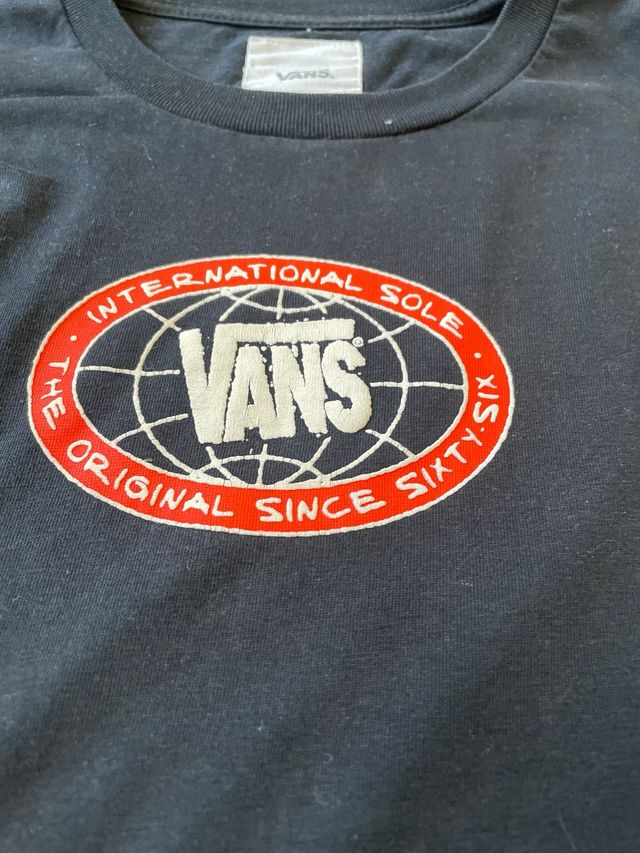 VANS
· INTERNATIONAL SOLE ·
VANS®
THE ORIGINAL SINCE SIXTY-SIX